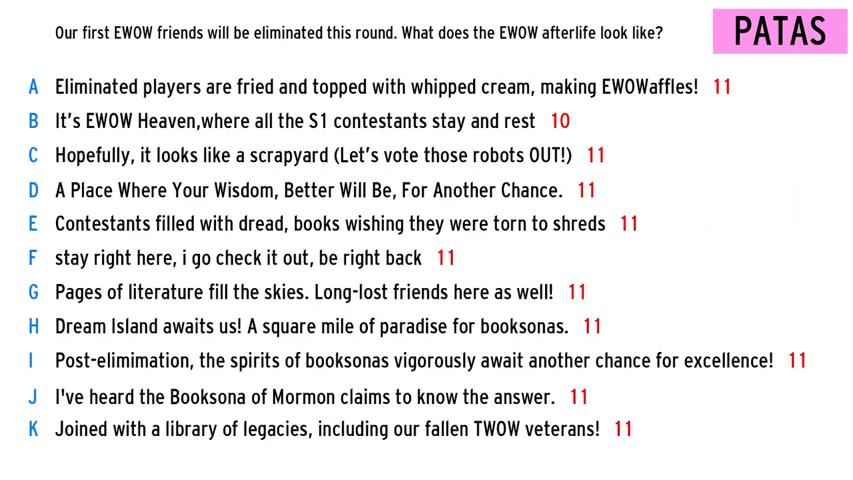 Our first EWOW friends will be eliminated this round. What does the EWOW afterlife look like?
PATAS
A Eliminated players are fried and topped with whipped cream, making EWOWaffles! 11
B It's EWOW Heaven,where all the S1 contestants stay and rest 10
C Hopefully, it looks like a scrapyard (Let's vote those robots OUT!) 11
D A Place Where Your Wisdom, Better Will Be, For Another Chance. 11
E Contestants filled with dread, books wishing they were torn to shreds 11
F stay right here, i go check it out, be right back 11
G Pages of literature fill the skies. Long-lost friends here as well! 11
H Dream Island awaits us! A square mile of paradise for booksonas. 11
I Post-elimimation, the spirits of booksonas vigorously await another chance for excellence! 11
J I've heard the Booksona of Mormon claims to know the answer. 11
K Joined with a library of legacies, including our fallen TWOW veterans! 11